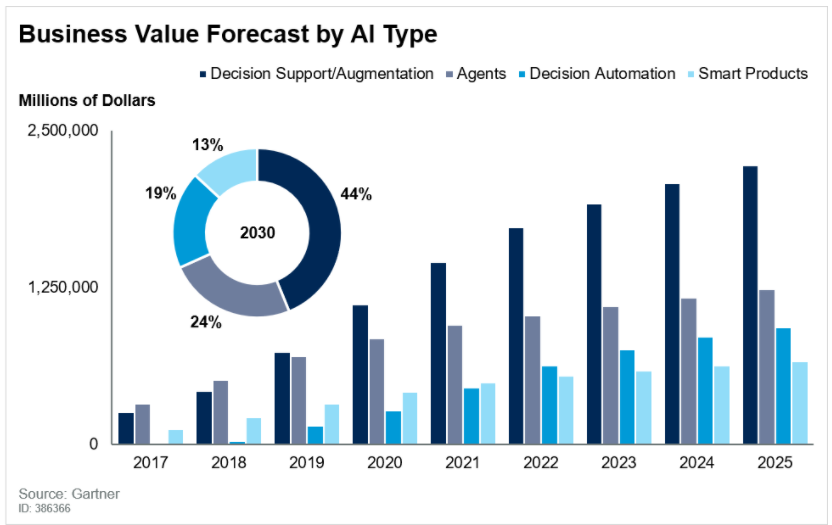 Business Value Forecast by AI Type
Decision Support/Augmentation Agents Decision Automation Smart Products
Millions of Dollars
2,500,000
13%
19%
44%
2030
1,250,000
24%
0
2017 2018 2019 2020 2021 2022 2023 2024 2025
Source: Gartner
ID: 386366